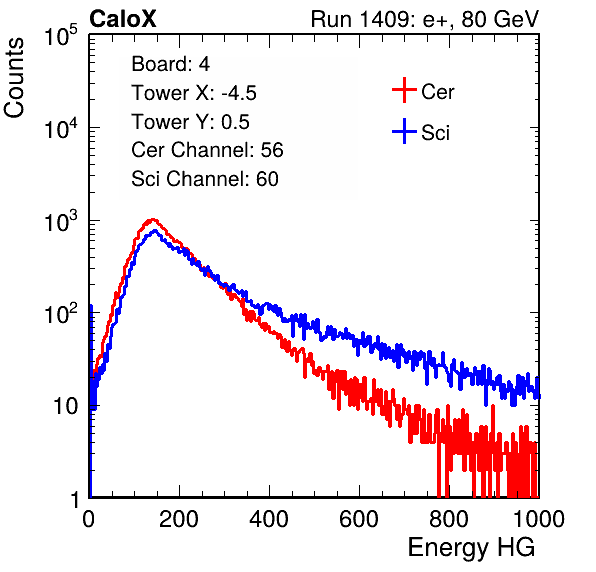 CaloX Run 1409: e+, 80 GeV
Counts
Board: 4
Tower X: -4.5
Tower Y: 0.5
Cer Channel: 56
Sci Channel: 60
Cer
Sci
10^5
10^4
10^3
10^2
10
1
0 200 400 600 800 1000
Energy HG